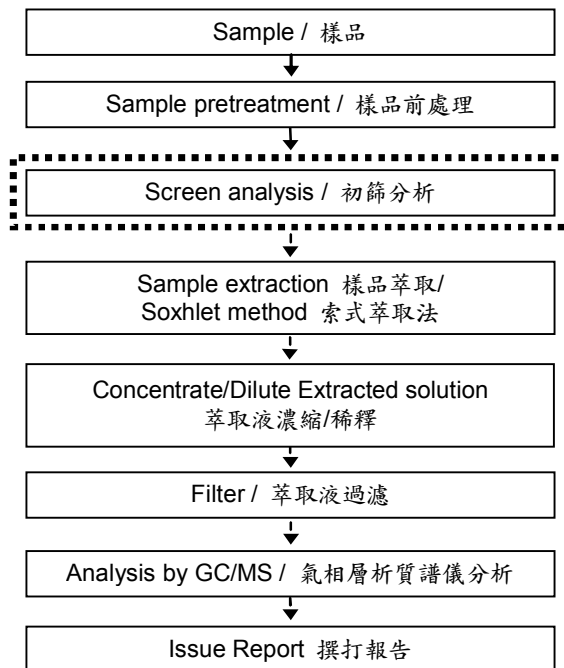 Sample / 樣品
Sample pretreatment / 樣品前處理
Screen analysis / 初篩分析
Sample extraction 樣品萃取/
Soxhlet method 索式萃取法
Concentrate/Dilute Extracted solution
萃取液濃縮/稀釋
Filter / 萃取液過濾
Analysis by GC/MS / 氣相層析質譜儀分析
Issue Report 撰打報告